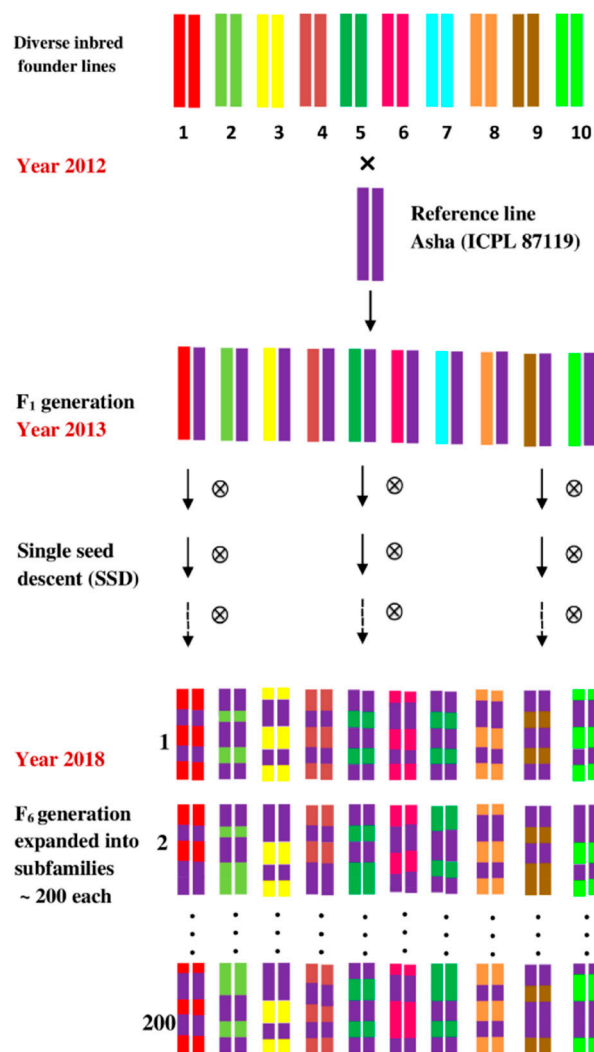 Diverse inbred
founder lines
1 2 3 4 5 6 7 8 9 10
Year 2012
×
Reference line
Asha (ICPL 87119)
F₁ generation
Year 2013
Single seed
descent (SSD)
1
Year 2018
F₆ generation
expanded into
subfamilies
~ 200 each
2
200